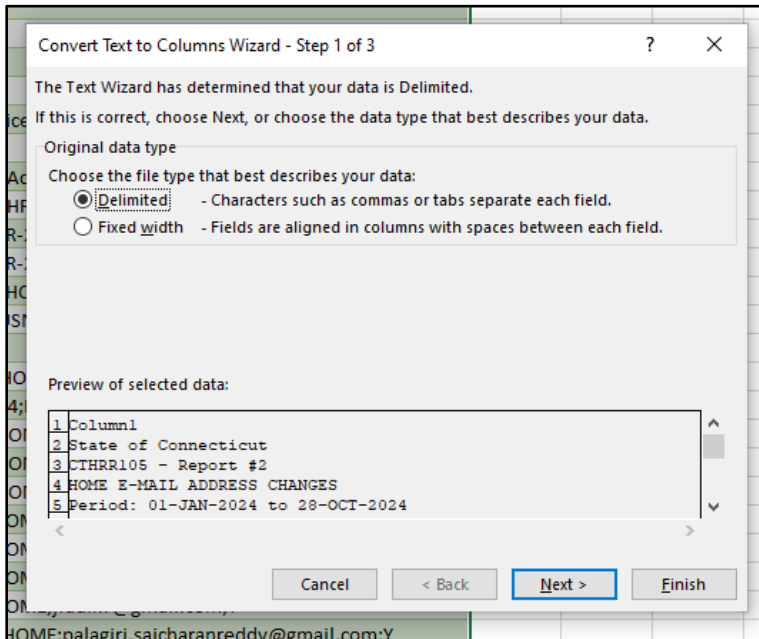 Convert Text to Columns Wizard - Step 1 of 3 ? ×
The Text Wizard has determined that your data is Delimited.
If this is correct, choose Next, or choose the data type that best describes your data.
Original data type
Choose the file type that best describes your data:
Delimited - Characters such as commas or tabs separate each field.
Fixed width - Fields are aligned in columns with spaces between each field.
Preview of selected data:
1 Column1
2 State of Connecticut
3 CTHRR105 - Report #2
4 HOME E-MAIL ADDRESS CHANGES
5 Period: 01-JAN-2024 to 28-OCT-2024
Cancel < Back Next > Finish
HOME;palagiri.saicharanreddy@gmail.com;Y